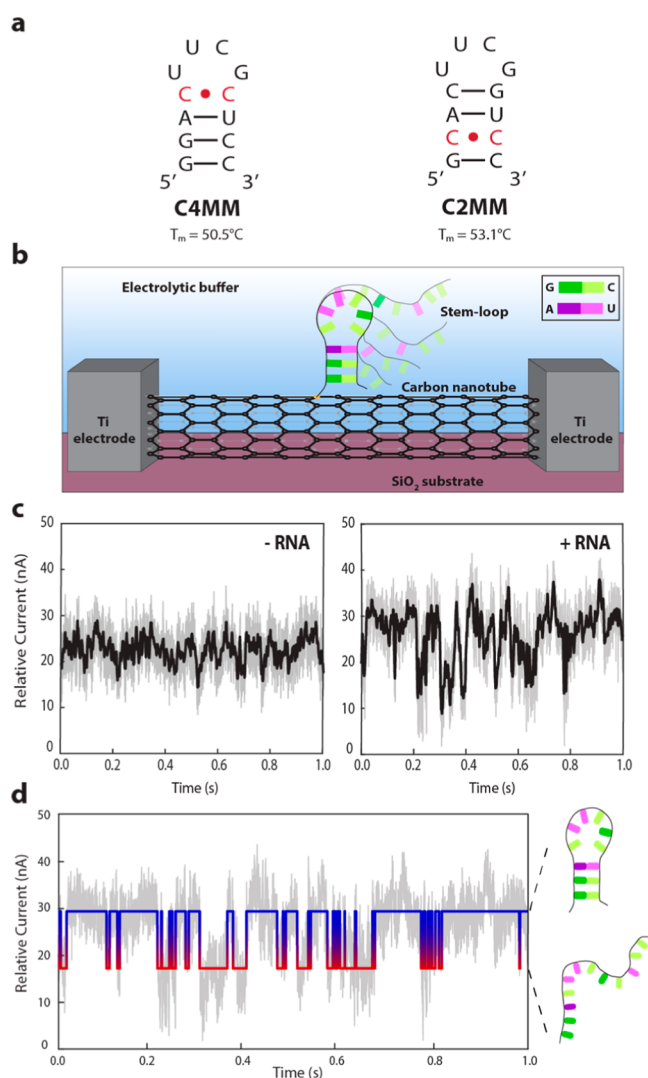 a
U C
U G
C • C
A U
G C
G C
5′ 3′
C4MM
Tm = 50.5°C
U C
U G
C G
A U
C • C
G C
5′ 3′
C2MM
Tm = 53.1°C
b
Electrolytic buffer
G C
A U
Stem-loop
Carbon nanotube
Ti
electrode
Ti
electrode
SiO2 substrate
c
- RNA
50
40
30
20
10
0
Relative Current (nA)
0.0 0.2 0.4 0.6 0.8 1.0
Time (s)
+ RNA
50
40
30
20
10
0
0.0 0.2 0.4 0.6 0.8 1.0
Time (s)
d
50
40
30
20
10
0
Relative Current (nA)
0.0 0.2 0.4 0.6 0.8 1.0
Time (s)